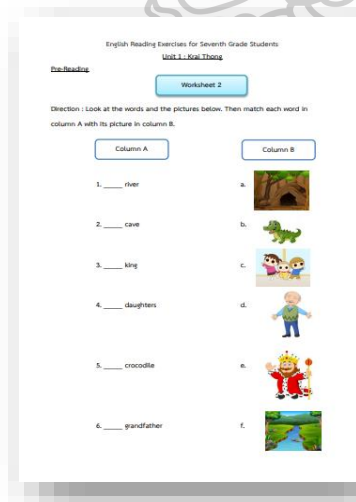 English Reading Exercises for Seventh Grade Students
Unit 1 : Krai Thong
Pre-Reading
Worksheet 2
Direction : Look at the words and the pictures below. Then match each word in
column A with its picture in column B.
Column A Column B
1. _____ river a.
2. _____ cave b.
3. _____ king c.
4. _____ daughters d.
5. _____ crocodile e.
6. _____ grandfather f.